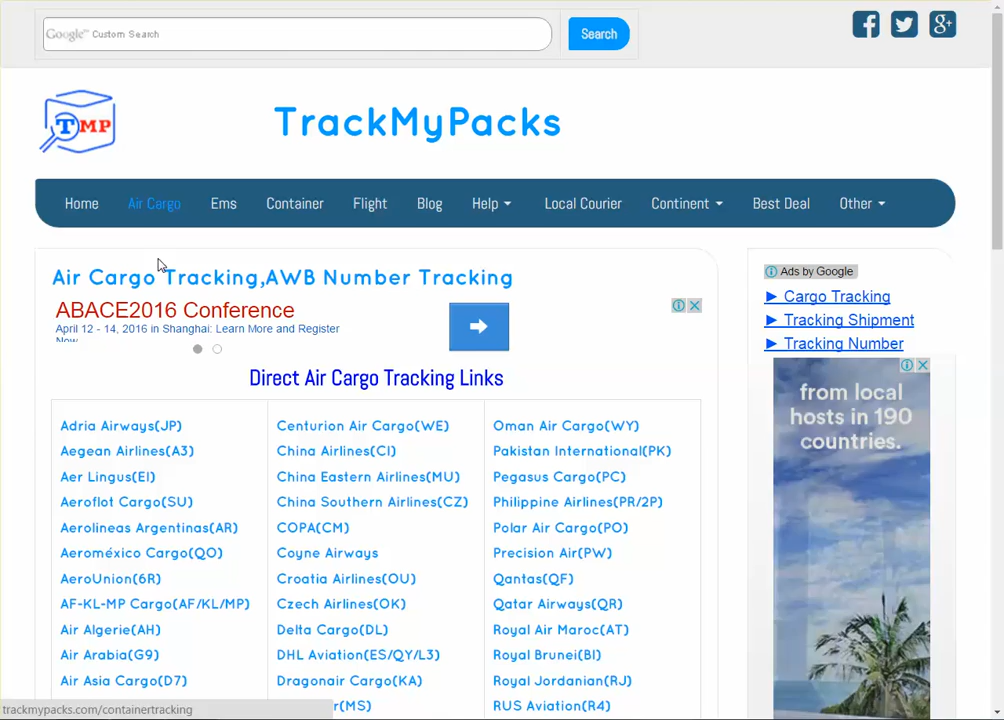 Google™ Custom Search
Search
TMP
TrackMyPacks
Home Air Cargo Ems Container Flight Blog Help Local Courier Continent Best Deal Other
Air Cargo Tracking,AWB Number Tracking
ABACE2016 Conference
April 12 - 14, 2016 in Shanghai: Learn More and Register
Now
Direct Air Cargo Tracking Links
Adria Airways(JP)
Aegean Airlines(A3)
Aer Lingus(EI)
Aeroflot Cargo(SU)
Aerolineas Argentinas(AR)
Aeroméxico Cargo(QO)
AeroUnion(6R)
AF-KL-MP Cargo(AF/KL/MP)
Air Algerie(AH)
Air Arabia(G9)
Air Asia Cargo(D7)
Centurion Air Cargo(WE)
China Airlines(CI)
China Eastern Airlines(MU)
China Southern Airlines(CZ)
COPA(CM)
Coyne Airways
Croatia Airlines(OU)
Czech Airlines(OK)
Delta Cargo(DL)
DHL Aviation(ES/QY/L3)
Dragonair Cargo(KA)
r(MS)
Oman Air Cargo(WY)
Pakistan International(PK)
Pegasus Cargo(PC)
Philippine Airlines(PR/2P)
Polar Air Cargo(PO)
Precision Air(PW)
Qantas(QF)
Qatar Airways(QR)
Royal Air Maroc(AT)
Royal Brunei(BI)
Royal Jordanian(RJ)
RUS Aviation(R4)
Ads by Google
► Cargo Tracking
► Tracking Shipment
► Tracking Number
from local
hosts in 190
countries.
trackmypacks.com/containertracking